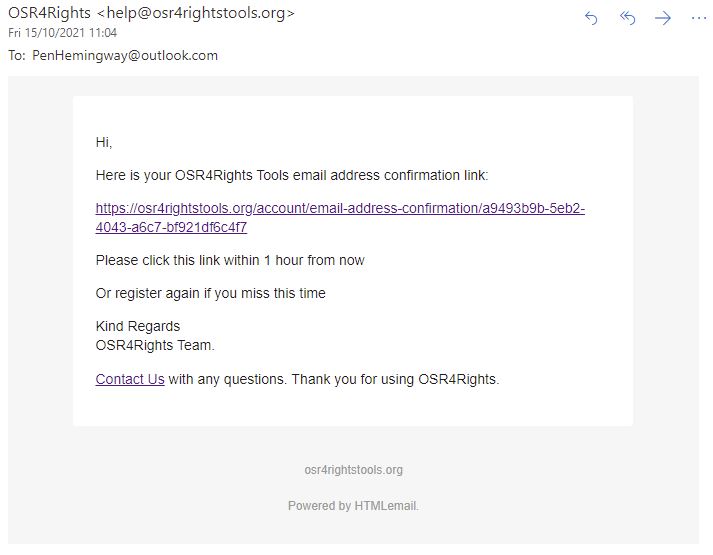 OSR4Rights <help@osr4rightstools.org>
Fri 15/10/2021 11:04
To: PenHemingway@outlook.com
Hi,
Here is your OSR4Rights Tools email address confirmation link:
https://osr4rightstools.org/account/email-address-confirmation/a9493b9b-5eb2-
4043-a6c7-bf921df6c4f7
Please click this link within 1 hour from now
Or register again if you miss this time
Kind Regards
OSR4Rights Team.
Contact Us with any questions. Thank you for using OSR4Rights.
osr4rightstools.org
Powered by HTMLemail.